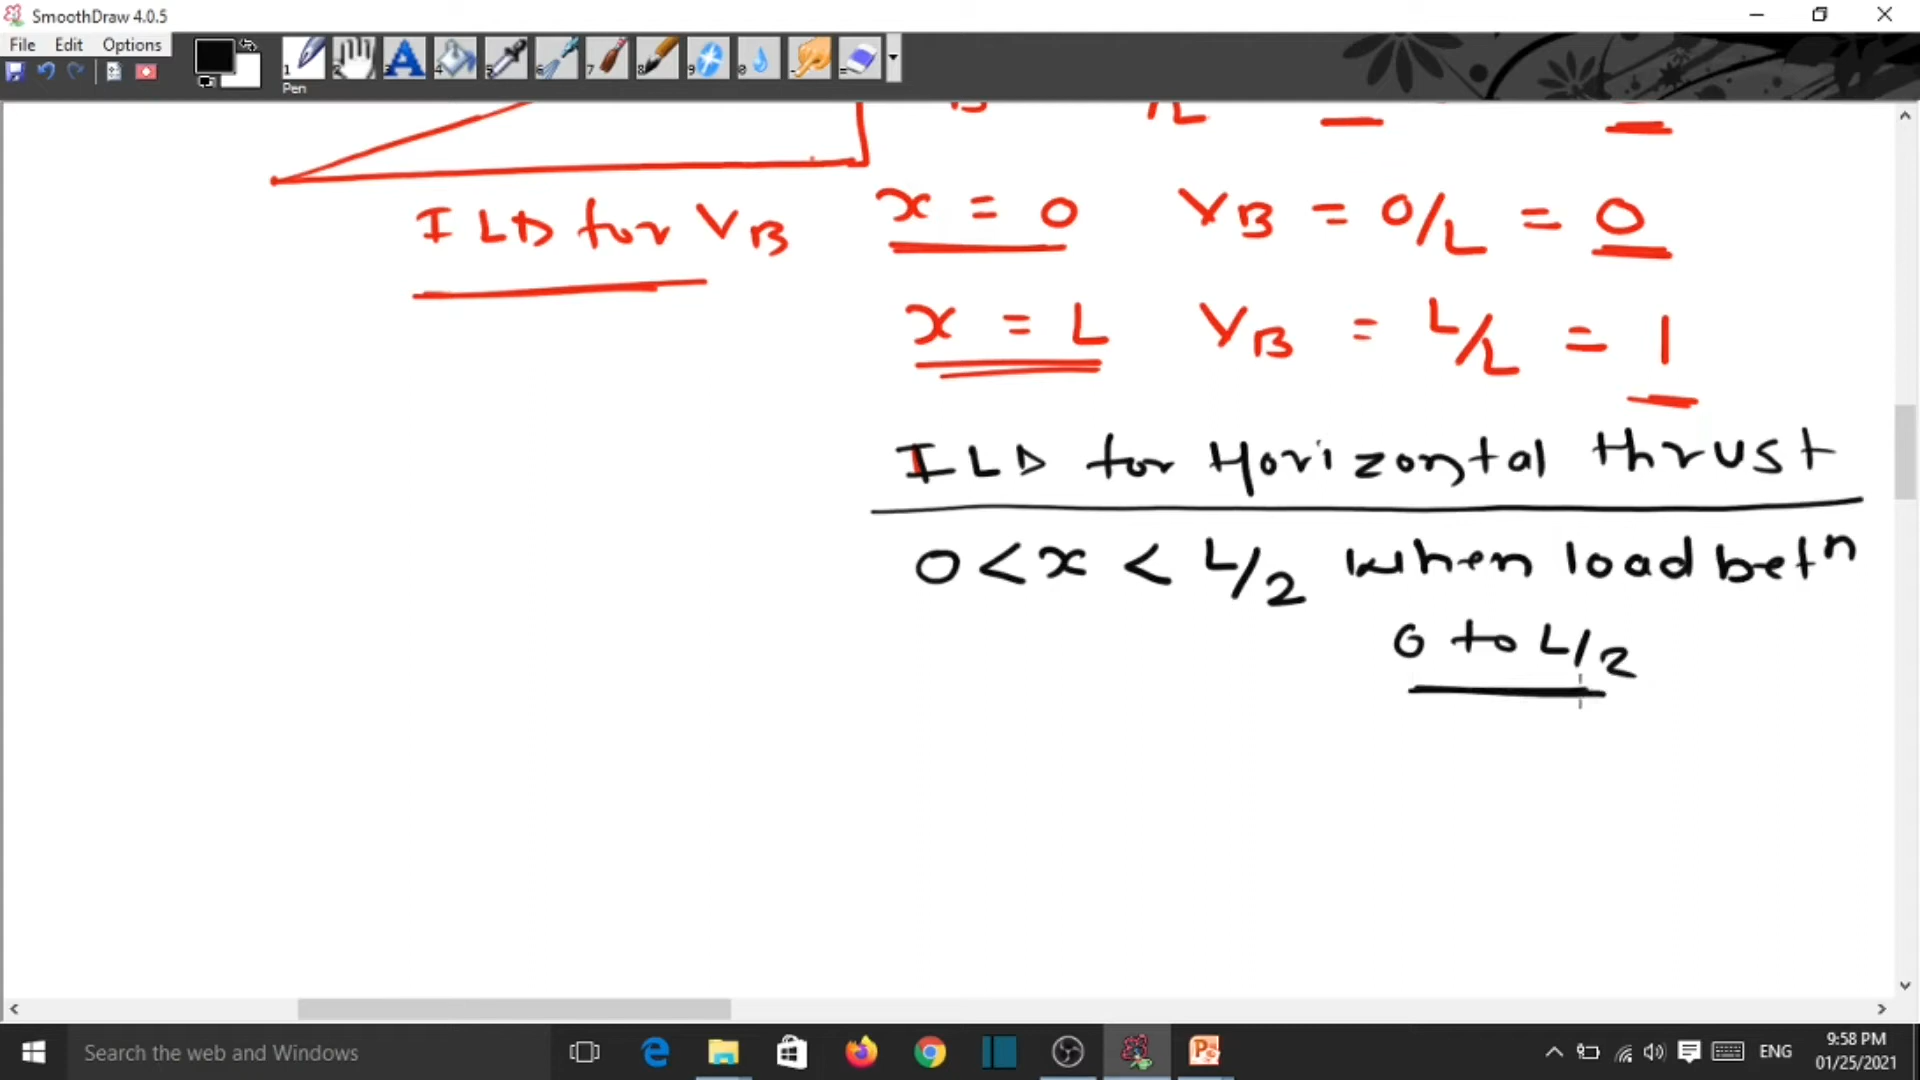 SmoothDraw 4.0.5
File Edit Options
Pen
x = 0 VB = 0/L = 0
ILD for VB
x = L VB = L/L = 1
ILD for Horizontal thrust
0 < x < L/2 when load betn
0 to L/2
Search the web and Windows
ENG
9:58 PM
01/25/2021